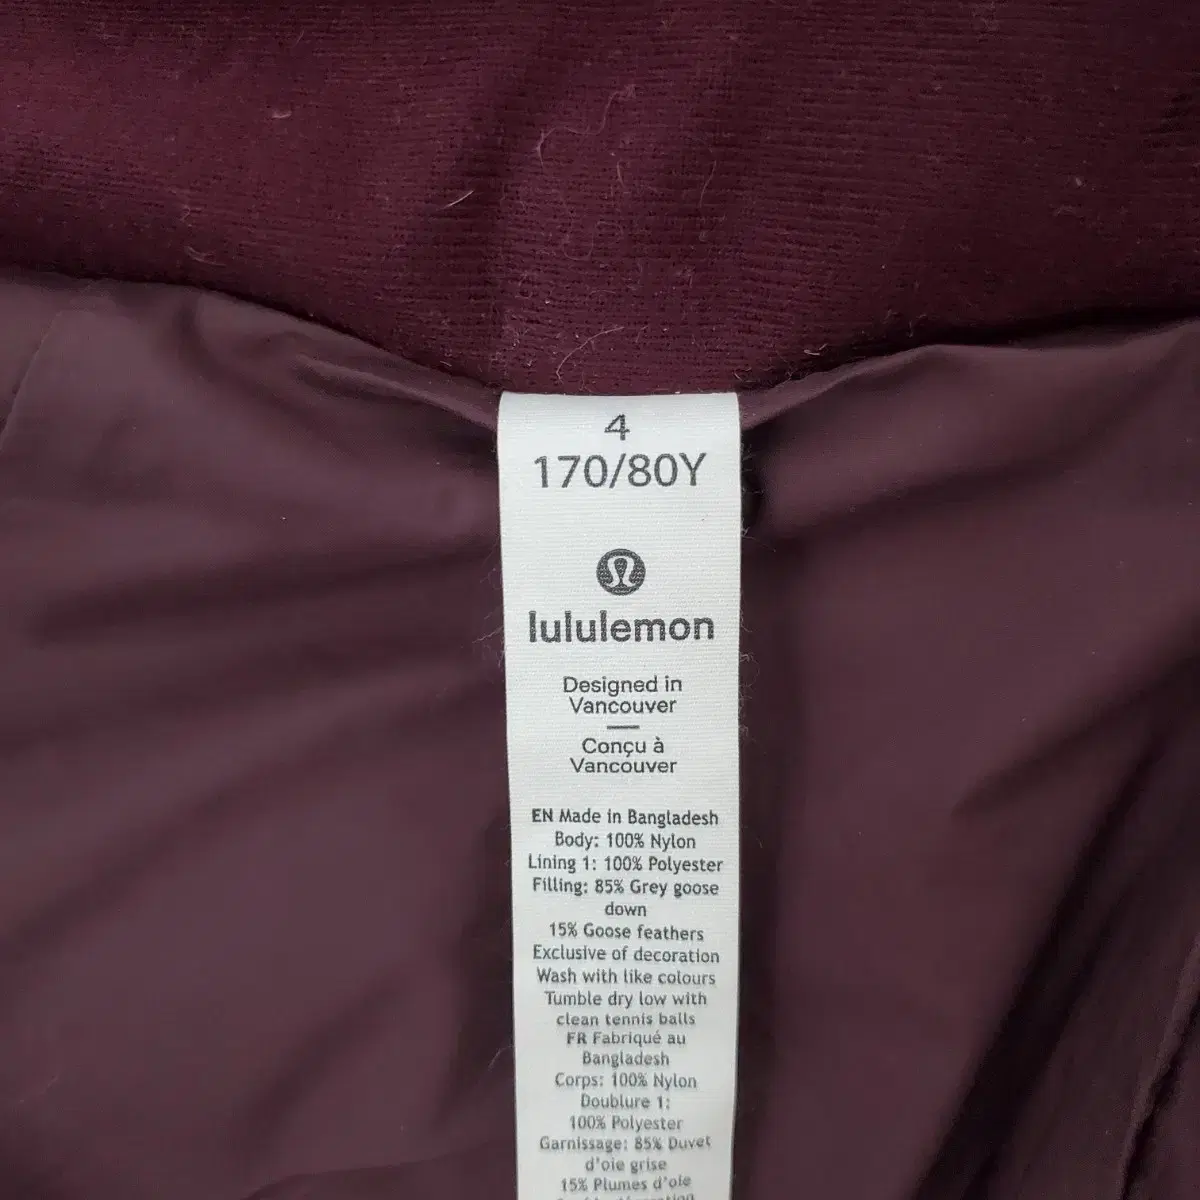 4
170/80Y
lululemon
Designed in
Vancouver
Conçu à
Vancouver
EN Made in Bangladesh
Body: 100% Nylon
Lining 1: 100% Polyester
Filling: 85% Grey goose
down
15% Goose feathers
Exclusive of decoration
Wash with like colours
Tumble dry low with
clean tennis balls
FR Fabriqué au
Bangladesh
Corps: 100% Nylon
Doublure 1:
100% Polyester
Garnissage: 85% Duvet
d'oie grise
15% Plumes d'oie